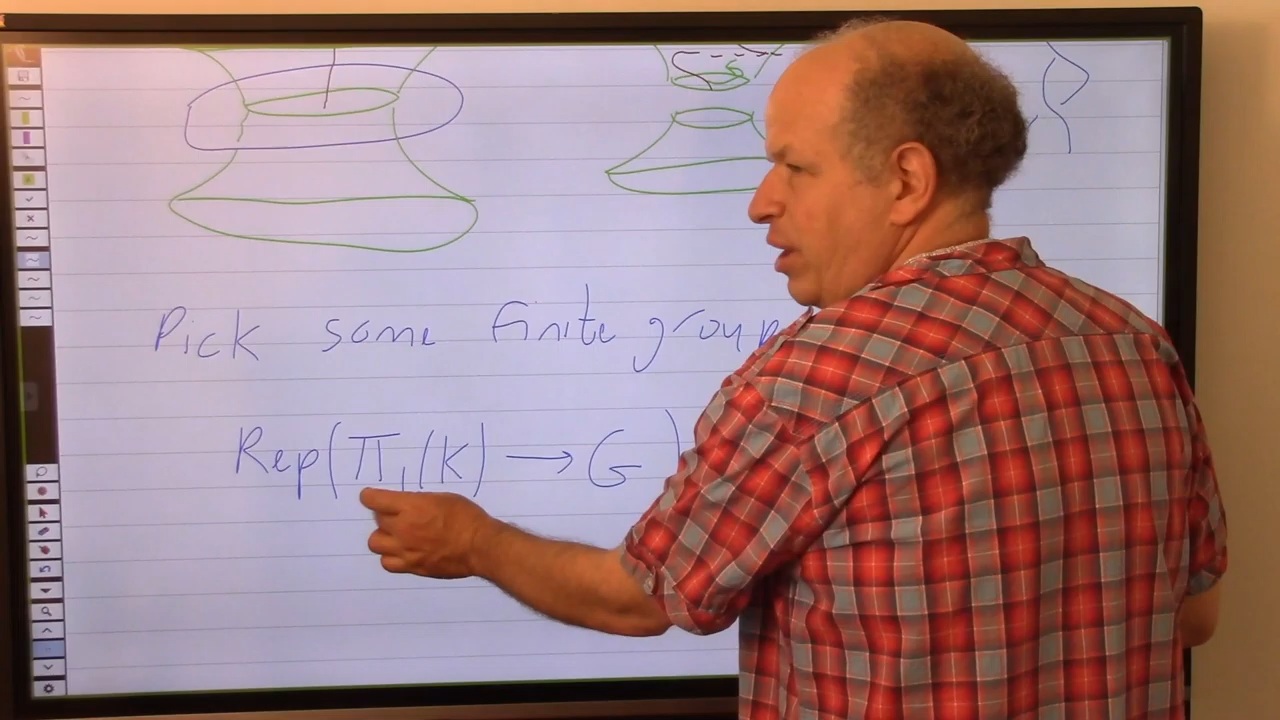 Pick some finite group
Rep(π₁(K) → G)